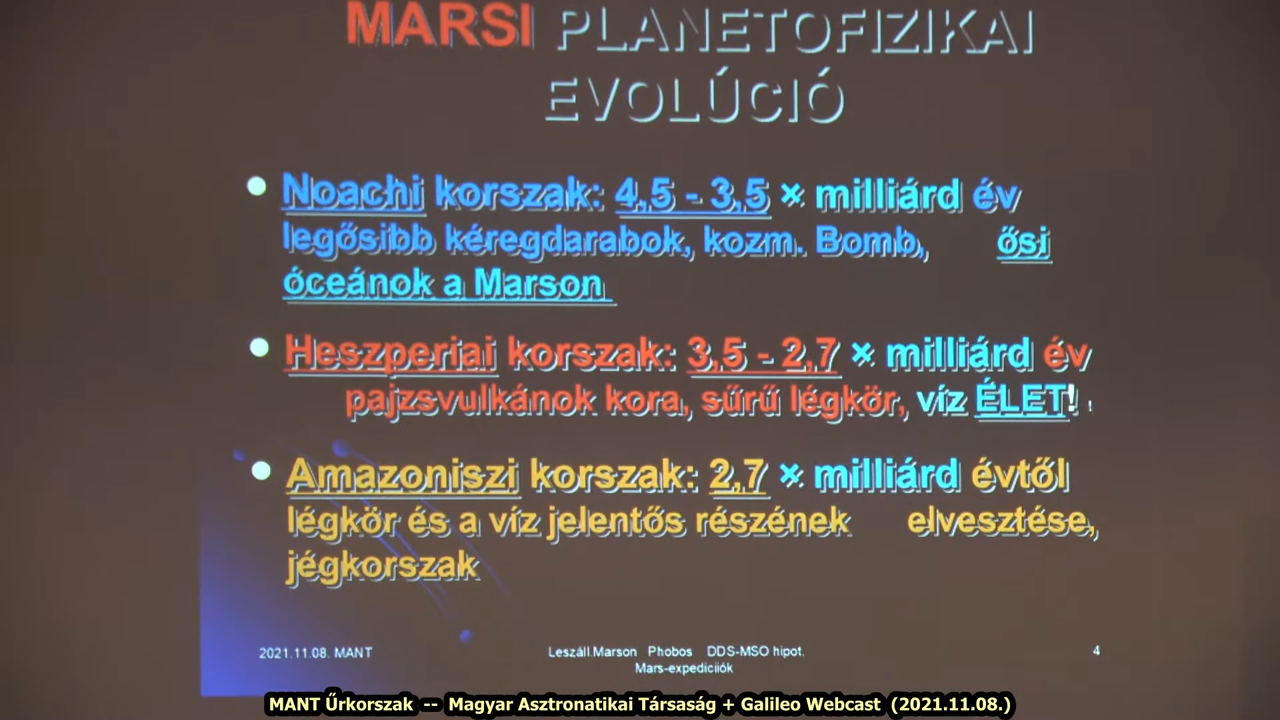 MARSI PLANETOFIZIKAI
EVOLÚCIÓ
Noachi korszak: 4,5 - 3,5 × milliárd év
legősibb kéregdarabok, kozm. Bomb, ősi
óceánok a Marson
Heszperiai korszak: 3,5 - 2,7 × milliárd év
pajzsvulkánok kora, sűrű légkör, víz ÉLET! !
Amazoniszi korszak: 2,7 × milliárd évtől
légkör és a víz jelentős részének elvesztése,
jégkorszak
2021.11.08. MANT
Leszáll.Marson Phobos DDS-MSO hipot.
Mars-expediciiók
4
MANT Űrkorszak -- Magyar Asztronatikai Társaság + Galileo Webcast (2021.11.08.)